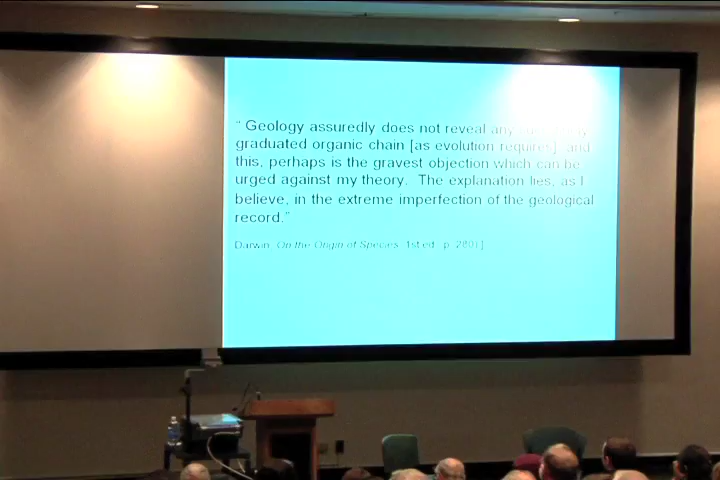 “ Geology assuredly does not reveal any
graduated organic chain [as evolution requires], and
this, perhaps is the gravest objection which can be
urged against my theory. The explanation lies, as I
believe, in the extreme imperfection of the geological
record.”
Darwin, On the Origin of Species, 1st ed., p. 280).]